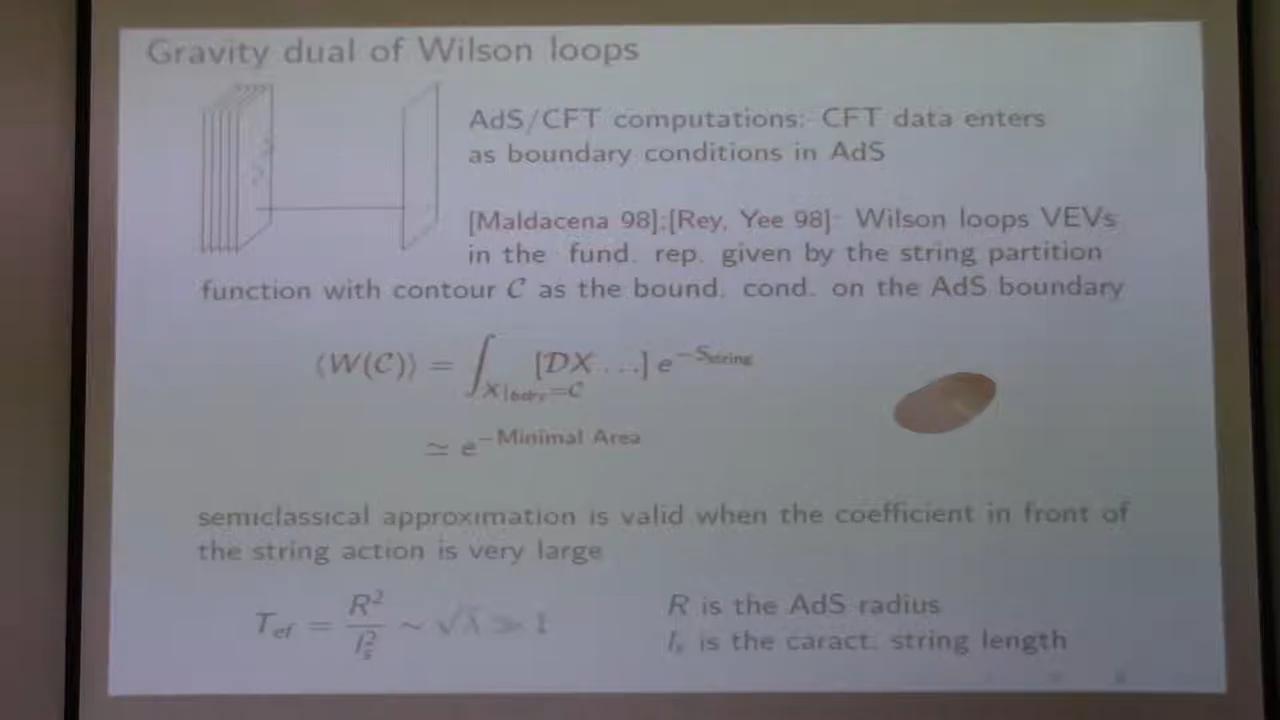 Gravity dual of Wilson loops
AdS/CFT computations: CFT data enters
as boundary conditions in AdS
[Maldacena 98];[Rey, Yee 98]: Wilson loops VEVs
in the fund. rep. given by the string partition
function with contour C as the bound. cond. on the AdS boundary
⟨W(C)⟩ = ∫_{X|bdry=C} [DX ...] e^{-S_string}
≃ e^{-Minimal Area}
semiclassical approximation is valid when the coefficient in front of
the string action is very large
T_ef = R^2/l_s^2 ~ √λ ≫ 1
R is the AdS radius
l_s is the caract. string length